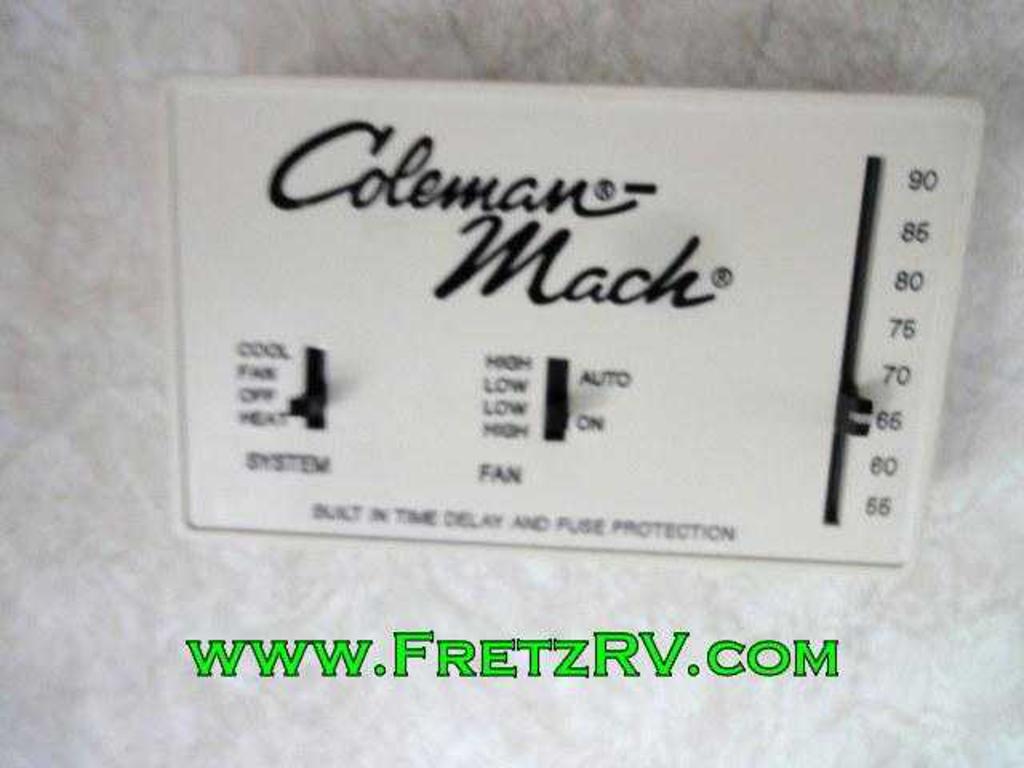 Coleman®-
Mach®
90
85
80
75
70
65
60
55
COOL
FAN
OFF
HEAT
SYSTEM
HIGH
LOW
LOW
HIGH
AUTO
ON
FAN
BUILT IN TIME DELAY AND FUSE PROTECTION
www.FretzRV.com